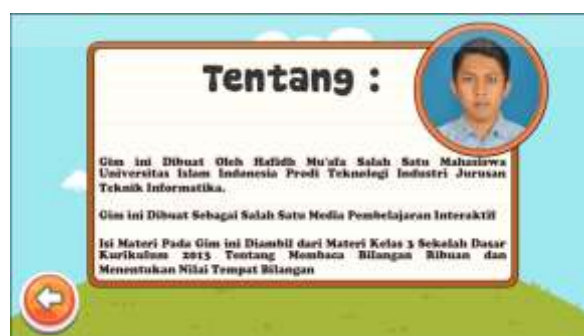 Tentang :
Gim ini Dibuat Oleh Hafidh Mu'afa Salah Satu Mahasiswa
Universitas Islam Indonesia Prodi Teknologi Industri Jurusan
Teknik Informatika.
Gim ini Dibuat Sebagai Salah Satu Media Pembelajaran Interaktif
Isi Materi Pada Gim ini Diambil dari Materi Kelas 3 Sekolah Dasar
Kurikulum 2013 Tentang Membaca Bilangan Ribuan dan
Menentukan Nilai Tempat Bilangan